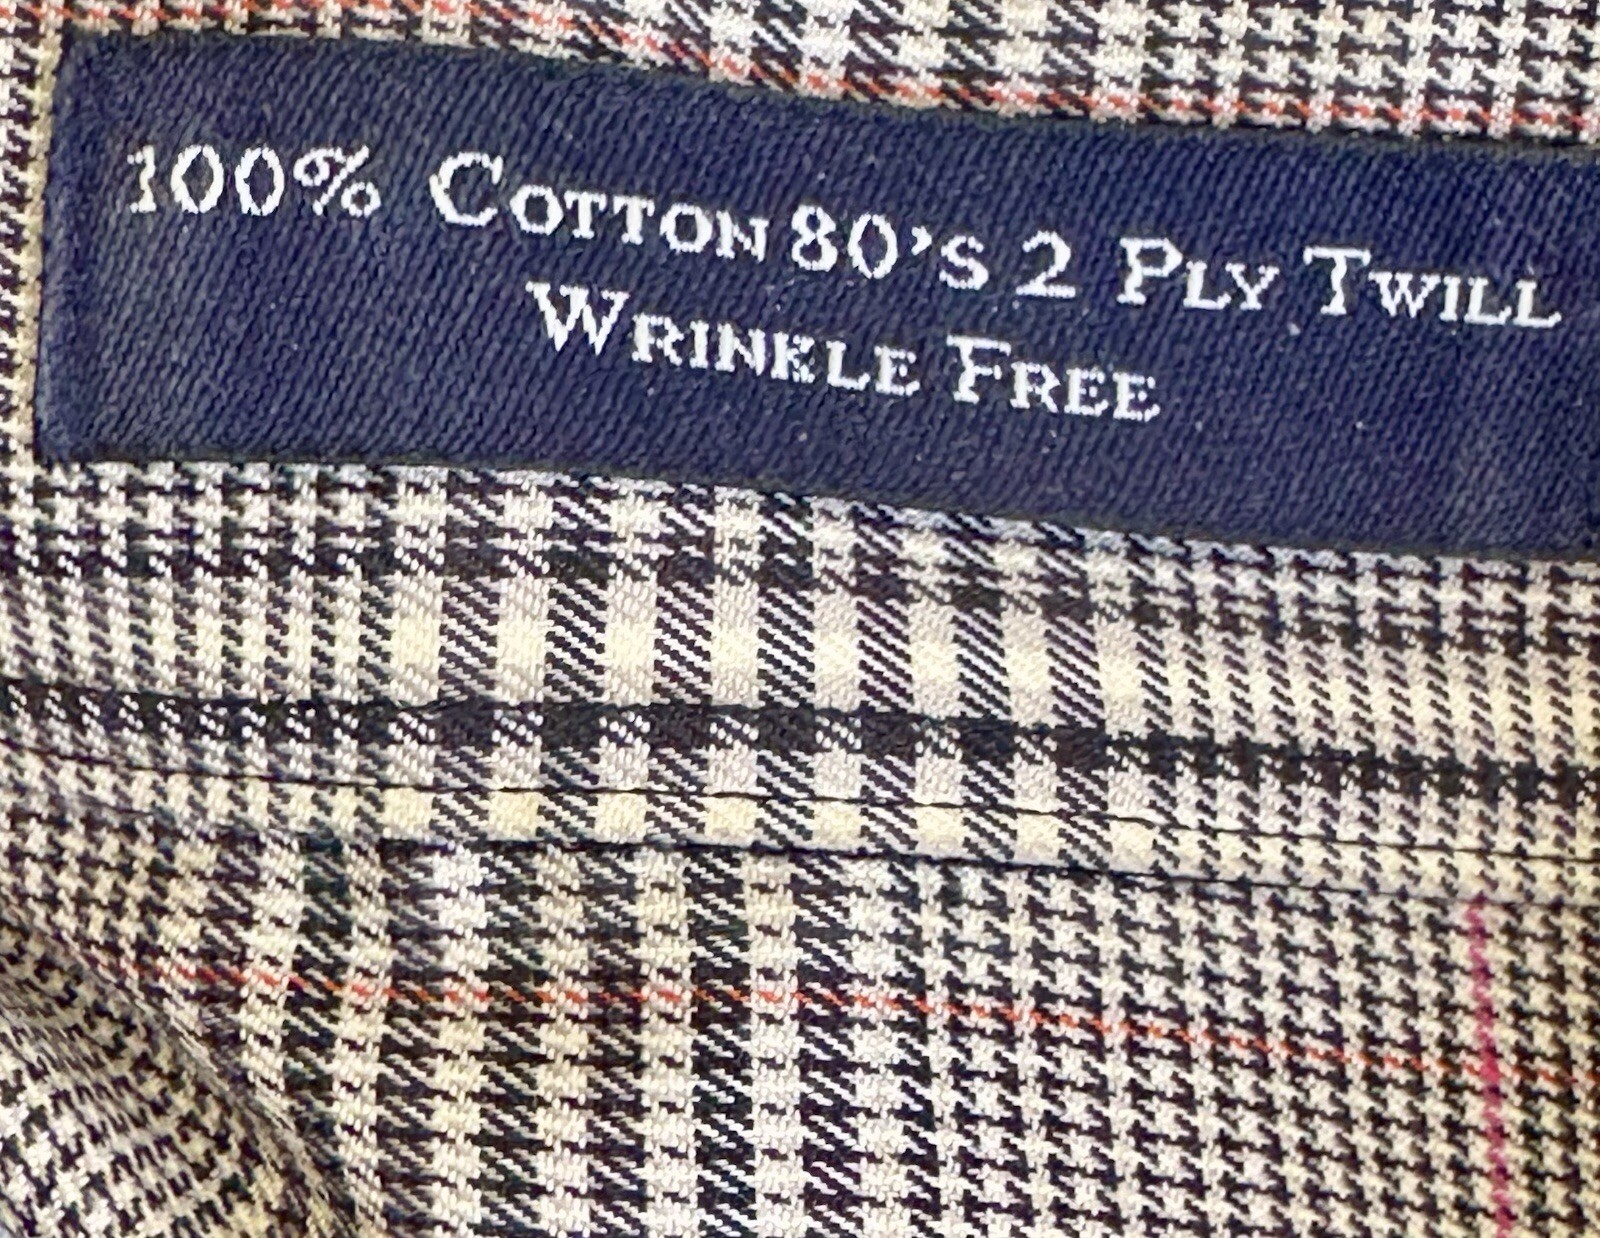 100% COTTON 80'S 2 PLY TWILL
WRINKLE FREE